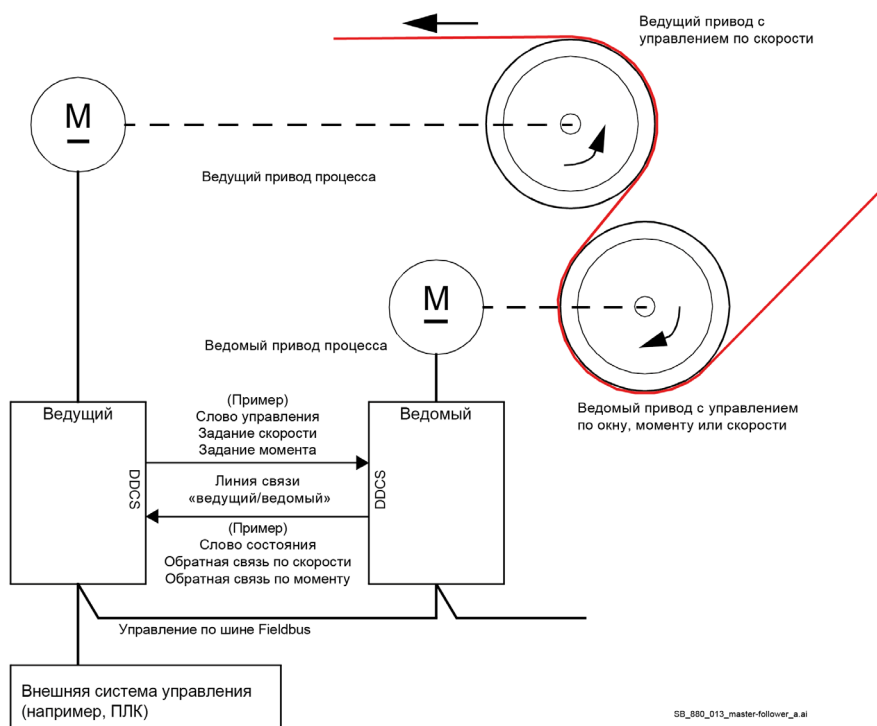 Ведущий привод с
управлением по скорости
M
Ведущий привод процесса
M
Ведомый привод процесса
Ведомый привод с управлением
по окну, моменту или скорости
Ведущий
DDCS
(Пример)
Слово управления
Задание скорости
Задание момента
Линия связи
«ведущий/ведомый»
(Пример)
Слово состояния
Обратная связь по скорости
Обратная связь по моменту
Ведомый
DDCS
Управление по шине Fieldbus
Внешняя система управления
(например, ПЛК)
SB_880_013_master-follower_a.ai